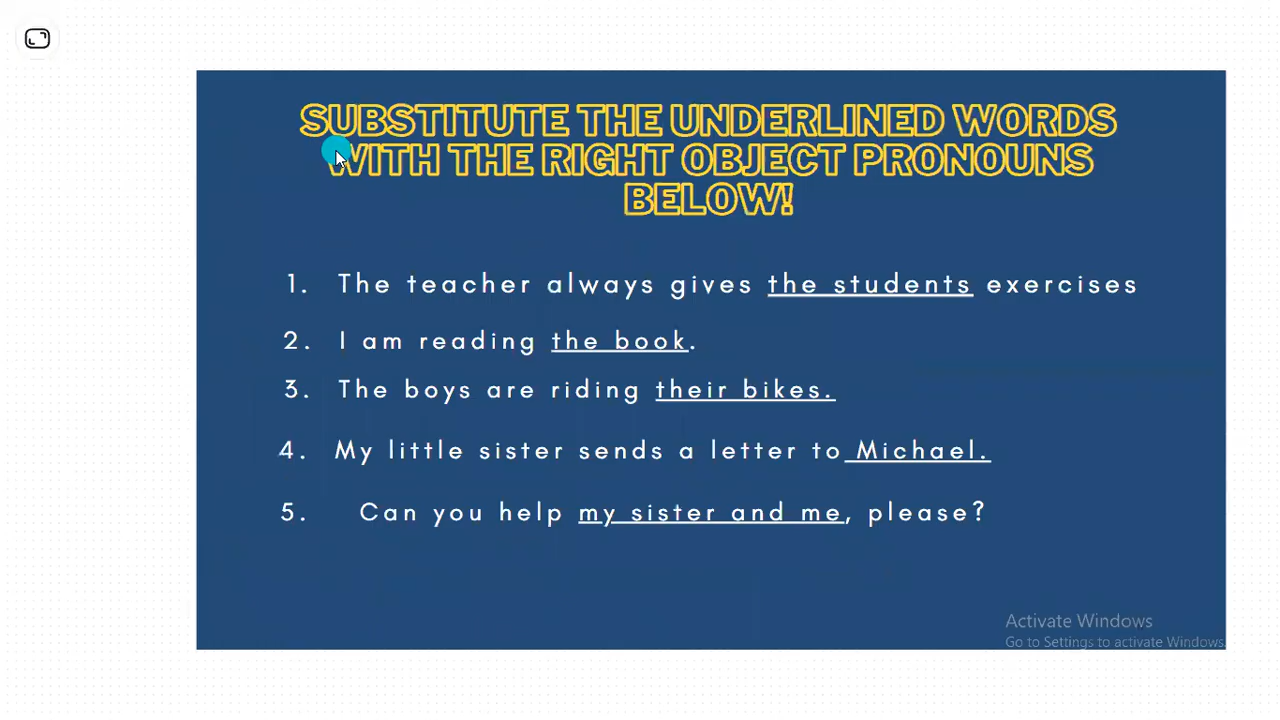 SUBSTITUTE THE UNDERLINED WORDS
WITH THE RIGHT OBJECT PRONOUNS
BELOW!
1. The teacher always gives the students exercises
2. I am reading the book.
3. The boys are riding their bikes.
4. My little sister sends a letter to Michael.
5. Can you help my sister and me, please?
Activate Windows
Go to Settings to activate Windows.